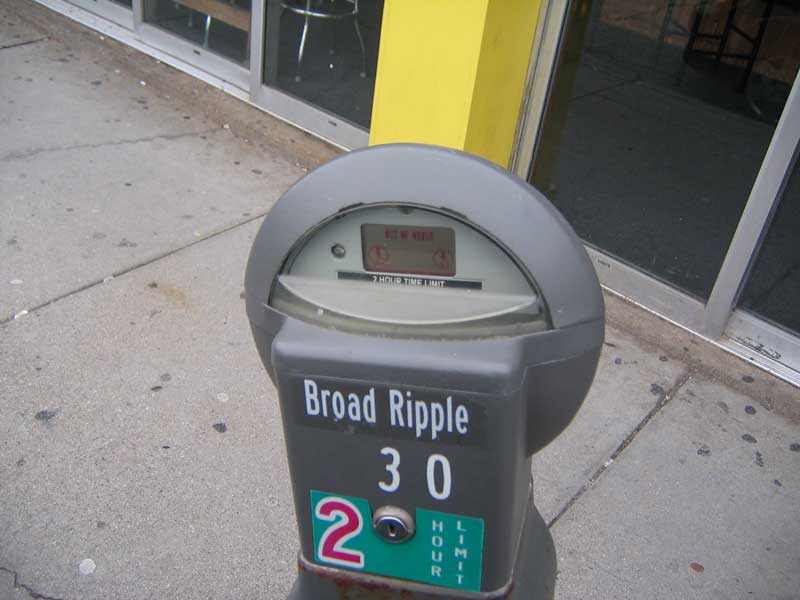 2 HOUR TIME LIMIT
Broad Ripple
30
2 HOUR LIMIT